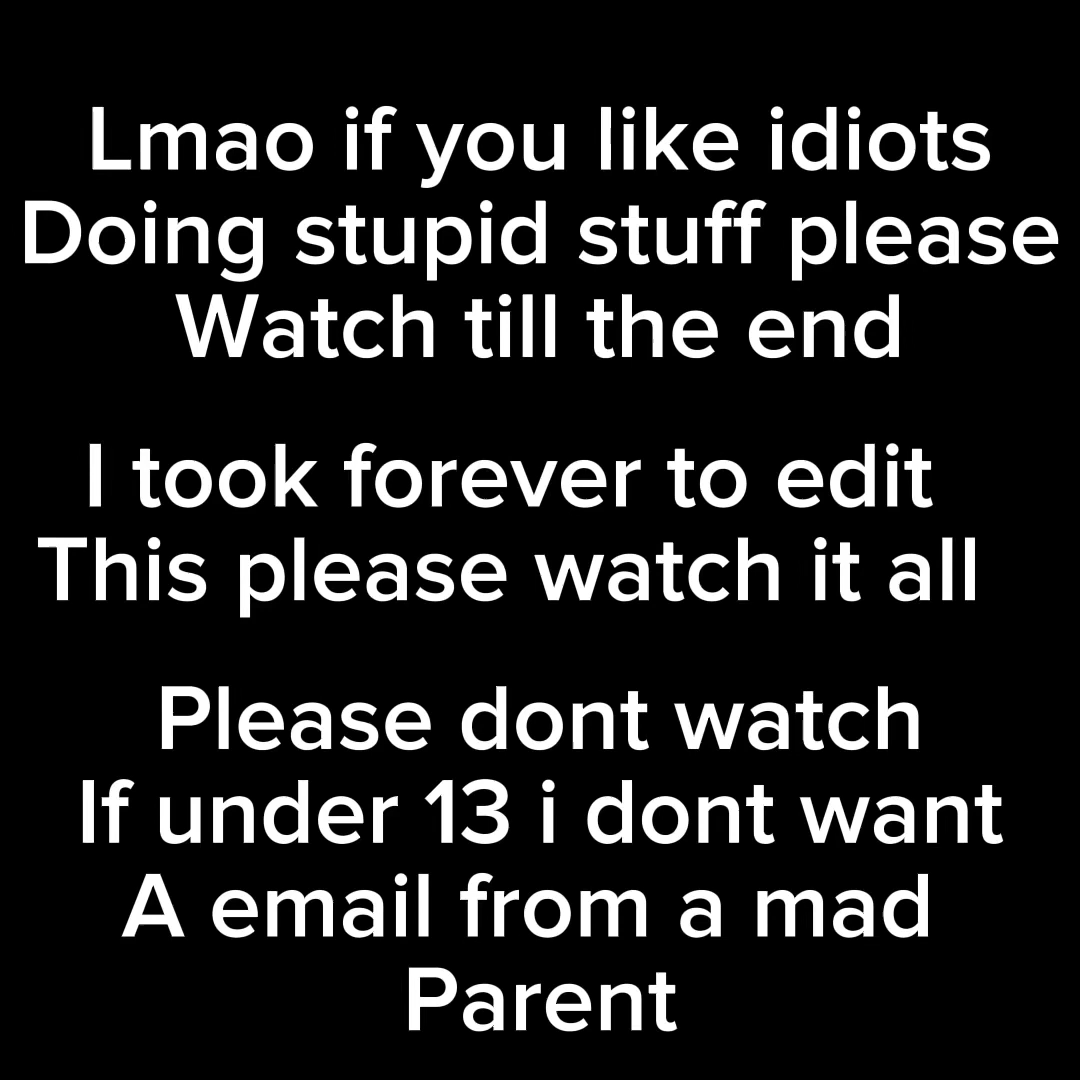 Lmao if you like idiots
Doing stupid stuff please
Watch till the end
I took forever to edit
This please watch it all
Please dont watch
If under 13 i dont want
A email from a mad
Parent